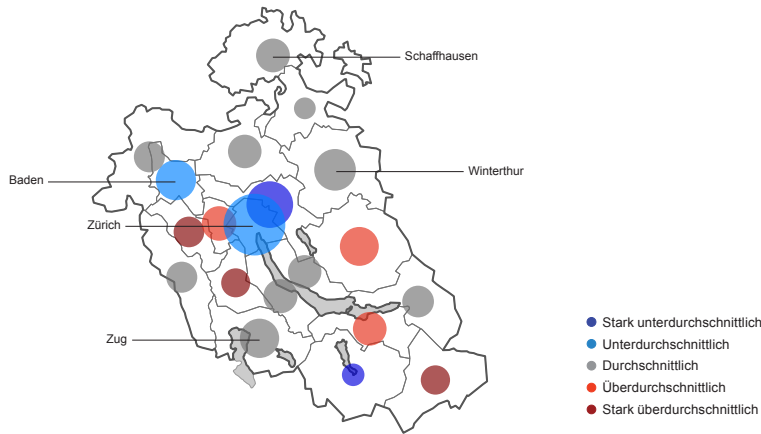 Schaffhausen
Winterthur
Baden
Zürich
Zug
Stark unterdurchschnittlich
Unterdurchschnittlich
Durchschnittlich
Überdurchschnittlich
Stark überdurchschnittlich